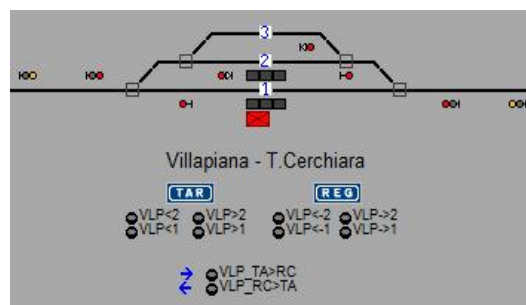 3
2
1
Villapiana - T.Cerchiara
TAR REG
VLP<2 VLP>2 VLP<-2 VLP->2
VLP<1 VLP>1 VLP<-1 VLP->1
VLP_TA>RC
VLP_RC>TA